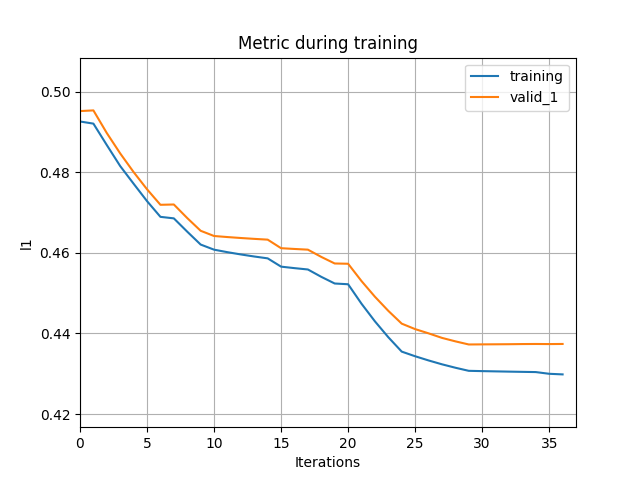 Metric during training
training
valid_1
0.50
0.48
0.46
0.44
0.42
l1
0 5 10 15 20 25 30 35
Iterations